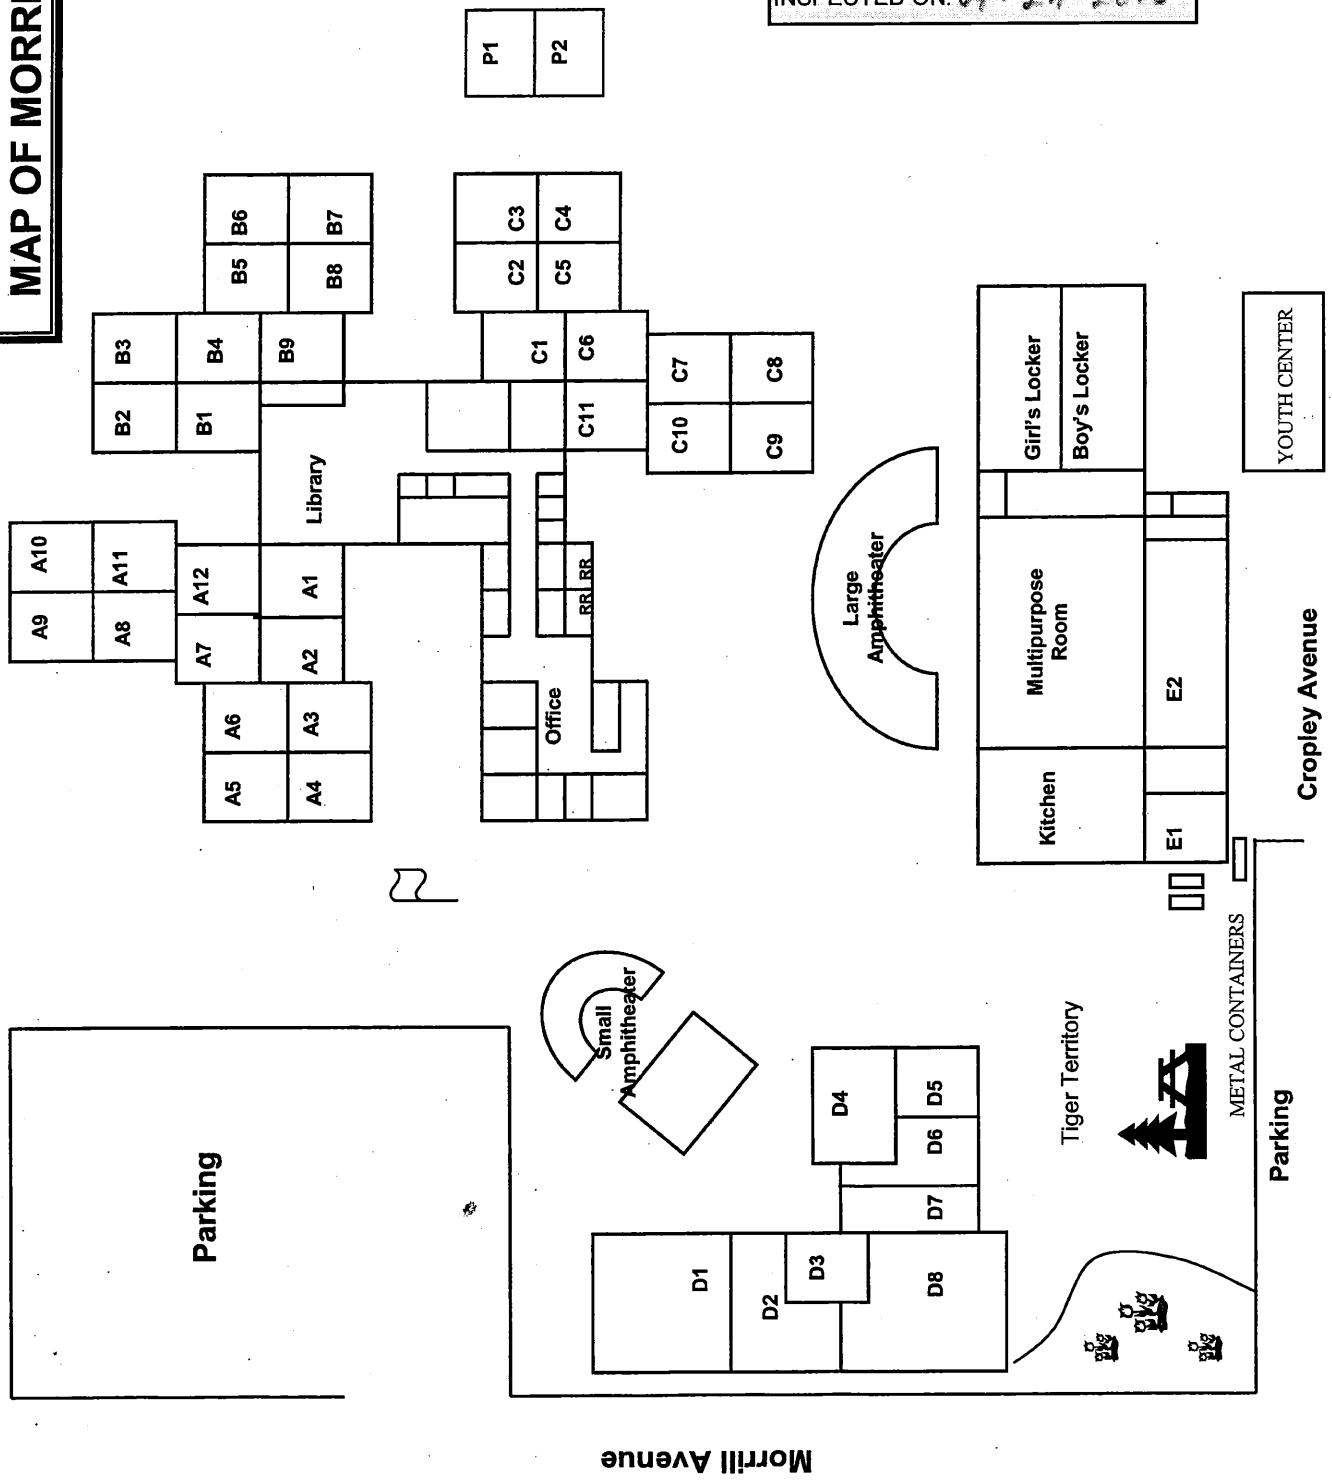 MAP OF MORRI
INSPECTED ON:
P1
P2
B6
B7
B5
B8
B3
B4
B9
B2
B1
C3
C4
C2
C5
C1
C6
C11
C7
C8
C10
C9
Library
A10
A11
A12
A1
A9
A8
A7
A2
A6
A3
A5
A4
RR
RR
Office
Large
Amphitheater
Girl's Locker
Boy's Locker
YOUTH CENTER
Multipurpose
Room
E2
Kitchen
E1
Cropley Avenue
Small
Amphitheater
Parking
D4
D5
D6
D7
D1
D2
D3
D8
Tiger Territory
METAL CONTAINERS
Parking
Morrill Avenue